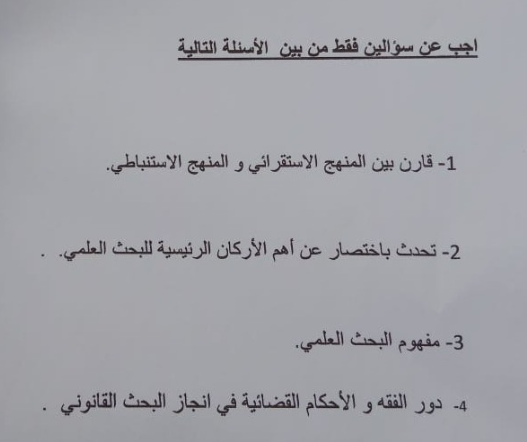 اجب عن سؤالين فقط من بين الأسئلة التالية
1- قارن بين المنهج الاستقرائي و المنهج الاستنباطي.
2- تحدث باختصار عن أهم الأركان الرئيسية للبحث العلمي. .
3- مفهوم البحث العلمي.
4- دور الفقه و الأحكام القضائية في انجاز البحث القانوني .